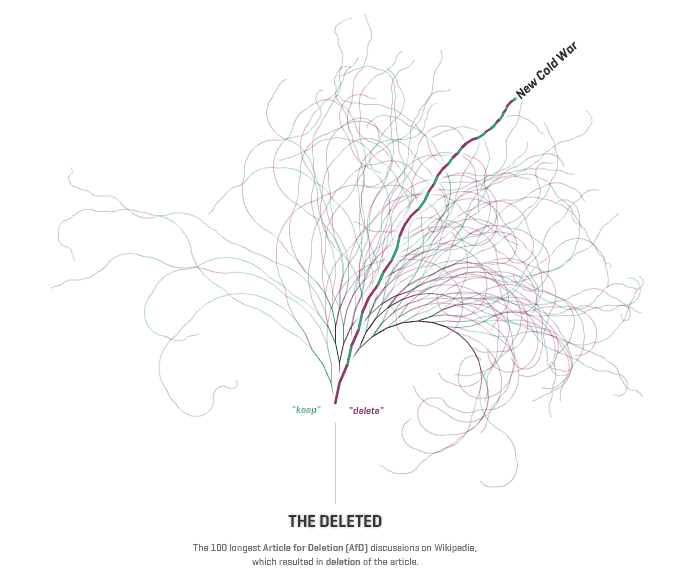 New Cold War
"keep" "delete"
THE DELETED
The 100 longest Article for Deletion (AfD) discussions on Wikipedia,
which resulted in deletion of the article.